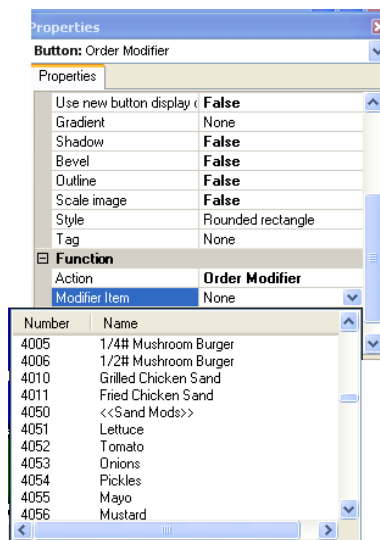 Properties
Button: Order Modifier
Properties
Use new button display False
Gradient None
Shadow False
Bevel False
Outline False
Scale image False
Style Rounded rectangle
Tag None
Function
Action Order Modifier
Modifier Item None
Number Name
4005 1/4# Mushroom Burger
4006 1/2# Mushroom Burger
4010 Grilled Chicken Sand
4011 Fried Chicken Sand
4050 <<Sand Mods>>
4051 Lettuce
4052 Tomato
4053 Onions
4054 Pickles
4055 Mayo
4056 Mustard